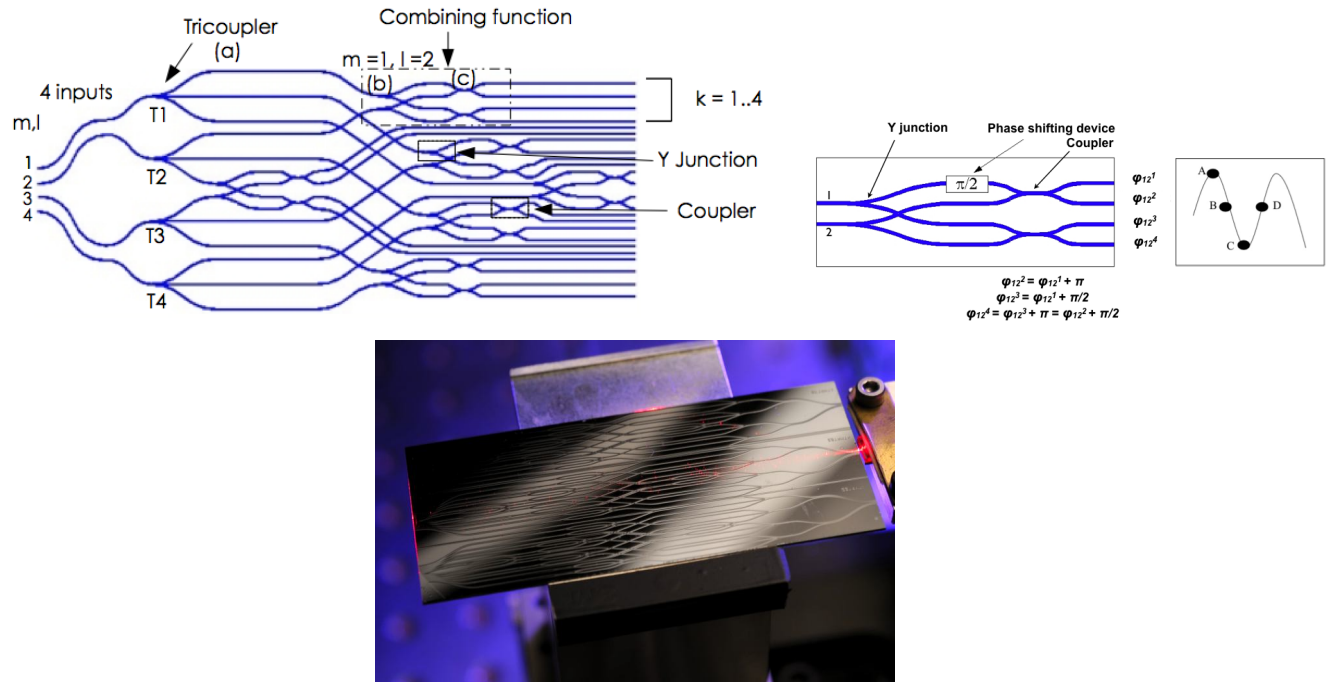 Tricoupler
(a)
Combining function
m =1, l =2
(b)
(c)
4 inputs
m,l
T1
k = 1..4
1
2
3
4
T2
Y Junction
T3
Coupler
T4
Y junction
Phase shifting device
Coupler
π/2
1
2
φ₁₂¹
φ₁₂²
φ₁₂³
φ₁₂⁴
A
B
D
C
φ₁₂² = φ₁₂¹ + π
φ₁₂³ = φ₁₂¹ + π/2
φ₁₂⁴ = φ₁₂³ + π = φ₁₂² + π/2